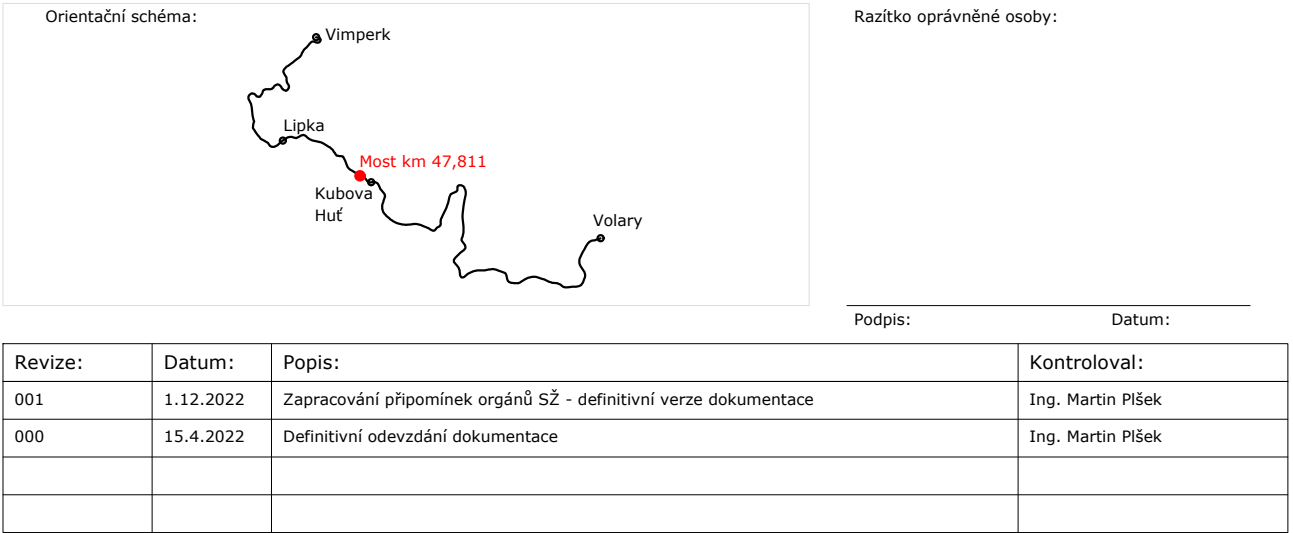 Orientační schéma:
Vimperk
Lipka
Most km 47,811
Kubova
Huť
Volary
Razítko oprávněné osoby:
Podpis: Datum:
Revize: Datum: Popis: Kontroloval:
001 1.12.2022 Zapracování připomínek orgánů SŽ - definitivní verze dokumentace Ing. Martin Plšek
000 15.4.2022 Definitivní odevzdání dokumentace Ing. Martin Plšek